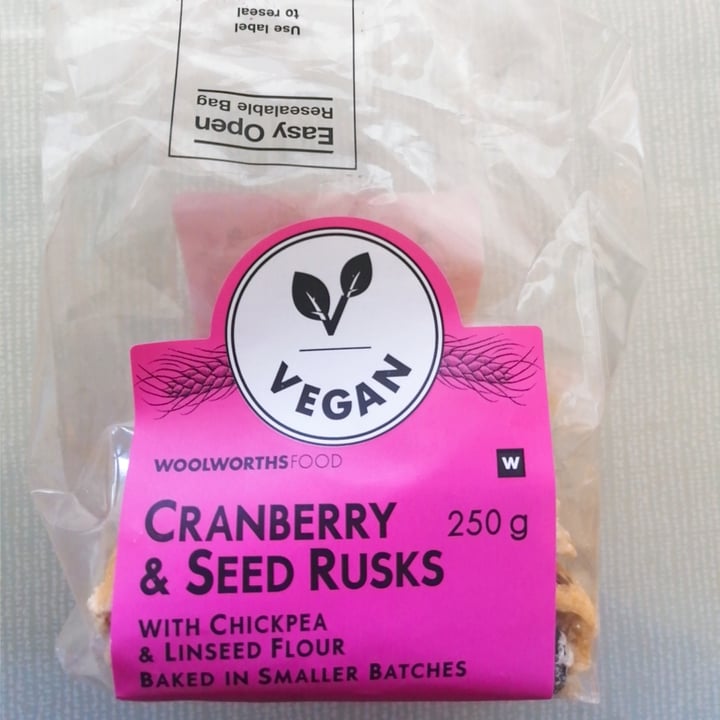 Easy Open
Resealable Bag
Use label
to reseal
VEGAN
WOOLWORTHSFOOD
W
CRANBERRY
& SEED RUSKS
250 g
WITH CHICKPEA
& LINSEED FLOUR
BAKED IN SMALLER BATCHES